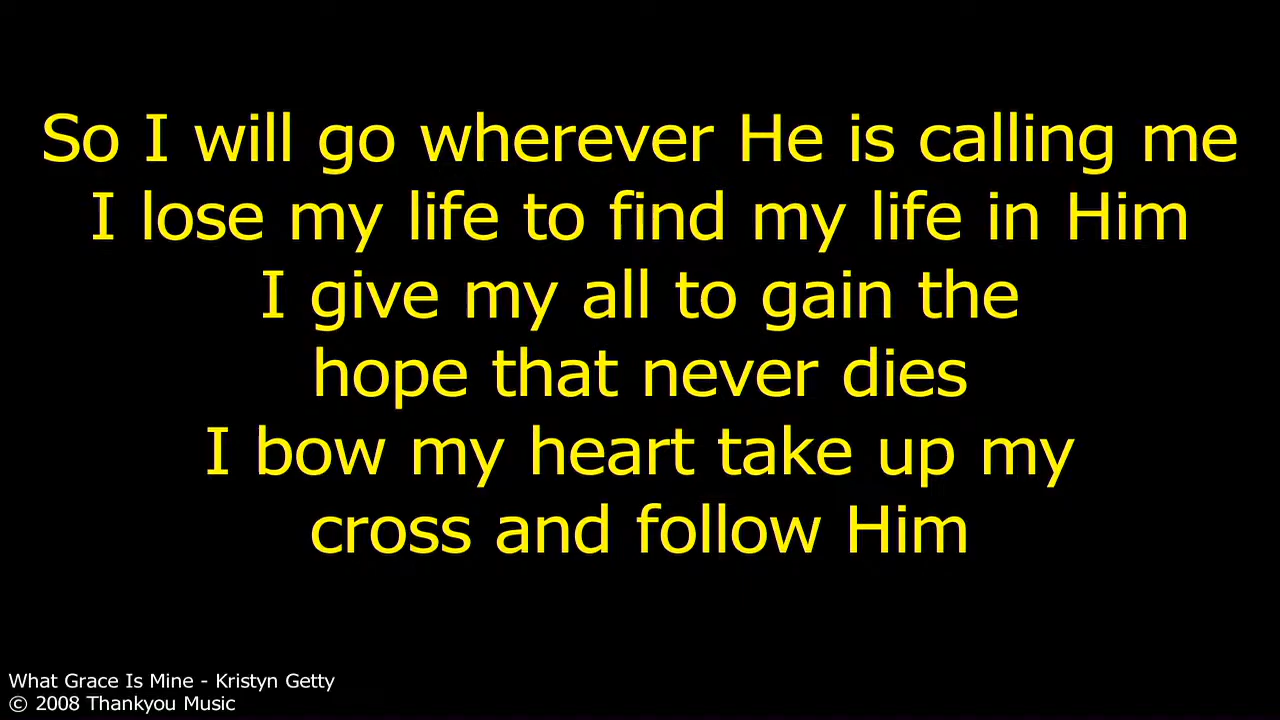 So I will go wherever He is calling me
I lose my life to find my life in Him
I give my all to gain the
hope that never dies
I bow my heart take up my
cross and follow Him
What Grace Is Mine - Kristyn Getty
© 2008 Thankyou Music